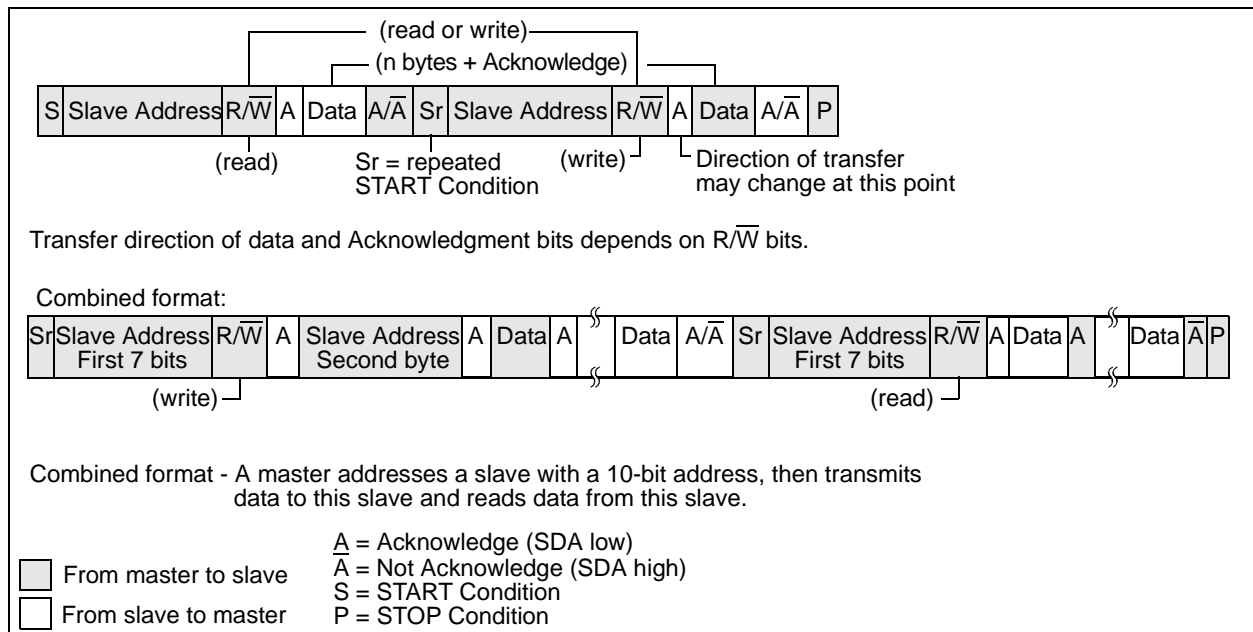 (read or write)
(n bytes + Acknowledge)
S Slave Address R/W̅ A Data A/A̅ Sr Slave Address R/W̅ A Data A/A̅ P
(read) Sr = repeated START Condition (write) Direction of transfer may change at this point
Transfer direction of data and Acknowledgment bits depends on R/W̅ bits.
Combined format:
Sr Slave Address First 7 bits R/W̅ A Slave Address Second byte A Data A Data A/A̅ Sr Slave Address First 7 bits R/W̅ A Data A Data A̅ P
(write) (read)
Combined format - A master addresses a slave with a 10-bit address, then transmits
data to this slave and reads data from this slave.
A = Acknowledge (SDA low)
A̅ = Not Acknowledge (SDA high)
S = START Condition
P = STOP Condition
From master to slave
From slave to master